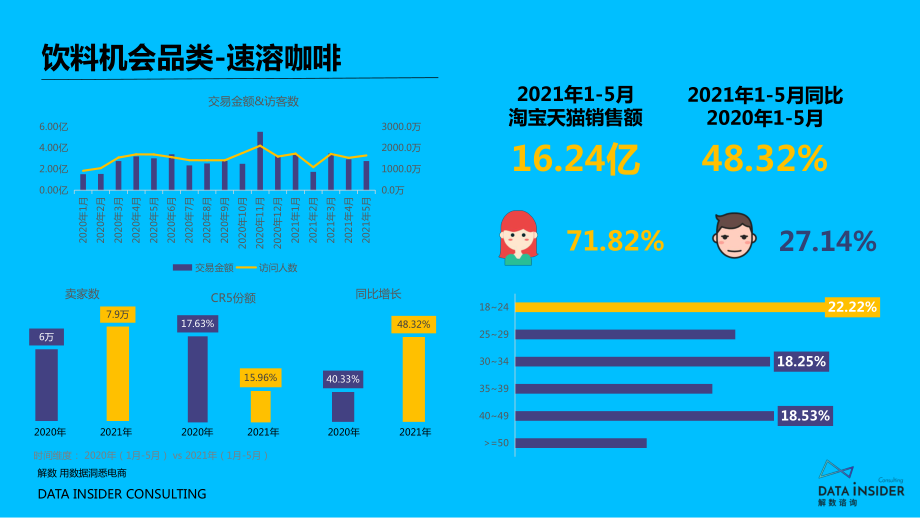 饮料机会品类-速溶咖啡
交易金额&访客数
6.00亿
4.00亿
2.00亿
0.00亿
3000.0万
2000.0万
1000.0万
0.0万
2020年1月
2020年2月
2020年3月
2020年4月
2020年5月
2020年6月
2020年7月
2020年8月
2020年9月
2020年10月
2020年11月
2020年12月
2021年1月
2021年2月
2021年3月
2021年4月
2021年5月
交易金额
访问人数
卖家数
6万
7.9万
2020年
2021年
CR5份额
17.63%
15.96%
2020年
2021年
同比增长
40.33%
48.32%
2020年
2021年
2020年（1月-5月） vs 2021年（1月-5月）
解数 用数据洞悉电商
DATA INSIDER CONSULTING
2021年1-5月
淘宝天猫销售额
16.24亿
2021年1-5月同比
2020年1-5月
48.32%
71.82%
27.14%
18~24
22.22%
25~29
30~34
18.25%
35~39
40~49
18.53%
>=50
Consulting
DATA INSIDER
解数谘询